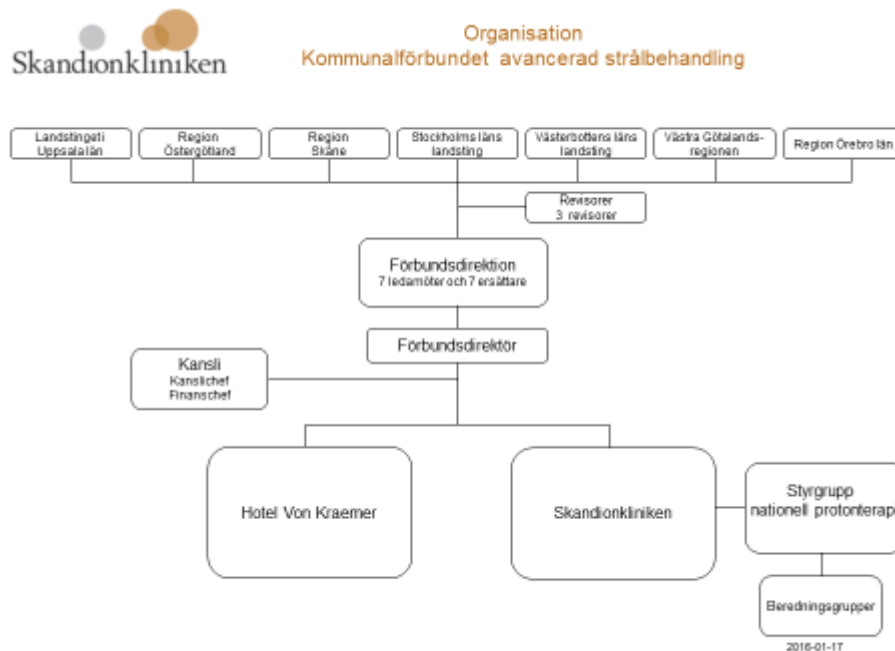 Skandionkliniken
Organisation
Kommunalförbundet avancerad strålbehandling
Landstinget i
Uppsala län
Region
Östergötland
Region
Skåne
Stockholms läns
landsting
Västerbottens läns
landsting
Västra Götalands-
regionen
Region Örebro län
Revisorer
3 revisorer
Förbundsdirektion
7 ledamöter och 7 ersättare
Förbundsdirektör
Kansli
Kanslichef
Finanschef
Hotel Von Kraemer
Skandionkliniken
Styrgrupp
nationell protonterap
Beredningsgrupper
2016-01-17